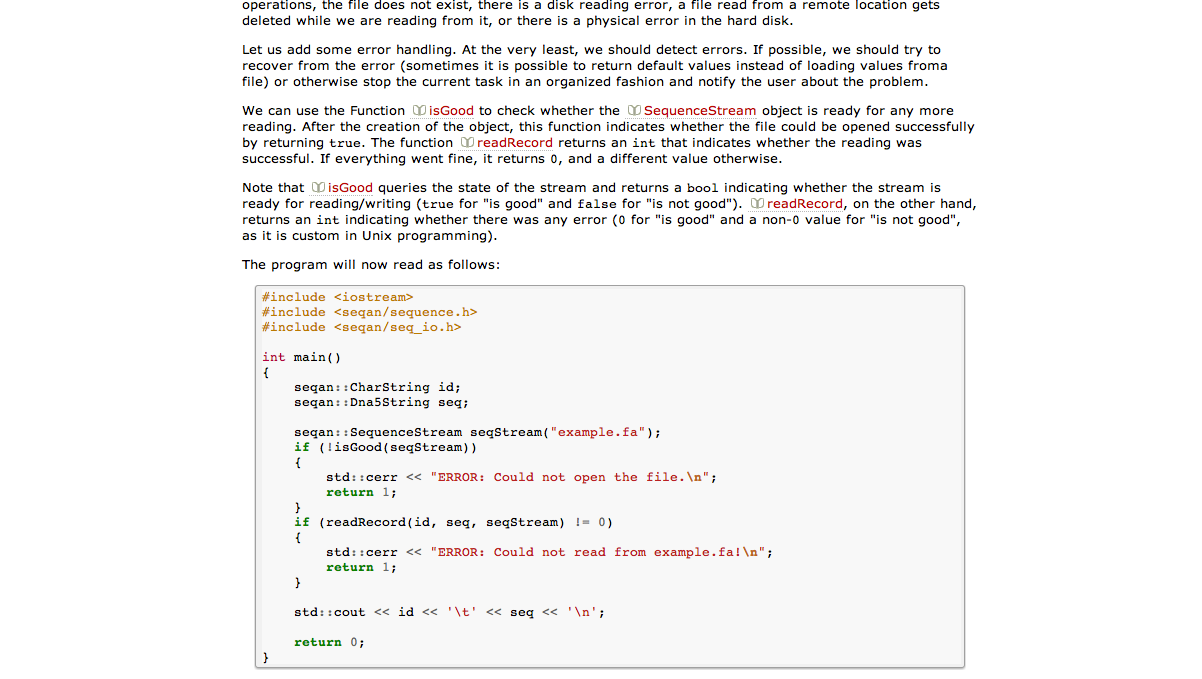 operations, the file does not exist, there is a disk reading error, a file read from a remote location gets
deleted while we are reading from it, or there is a physical error in the hard disk.
Let us add some error handling. At the very least, we should detect errors. If possible, we should try to
recover from the error (sometimes it is possible to return default values instead of loading values froma
file) or otherwise stop the current task in an organized fashion and notify the user about the problem.
We can use the Function isGood to check whether the SequenceStream object is ready for any more
reading. After the creation of the object, this function indicates whether the file could be opened successfully
by returning true. The function readRecord returns an int that indicates whether the reading was
successful. If everything went fine, it returns 0, and a different value otherwise.
Note that isGood queries the state of the stream and returns a bool indicating whether the stream is
ready for reading/writing (true for "is good" and false for "is not good"). readRecord, on the other hand,
returns an int indicating whether there was any error (0 for "is good" and a non-0 value for "is not good",
as it is custom in Unix programming).
The program will now read as follows:
#include <iostream>
#include <seqan/sequence.h>
#include <seqan/seq_io.h>
int main()
{
    seqan::CharString id;
    seqan::Dna5String seq;
    seqan::SequenceStream seqStream("example.fa");
    if (!isGood(seqStream))
    {
        std::cerr << "ERROR: Could not open the file.\n";
        return 1;
    }
    if (readRecord(id, seq, seqStream) != 0)
    {
        std::cerr << "ERROR: Could not read from example.fa!\n";
        return 1;
    }
    std::cout << id << '\t' << seq << '\n';
    return 0;
}